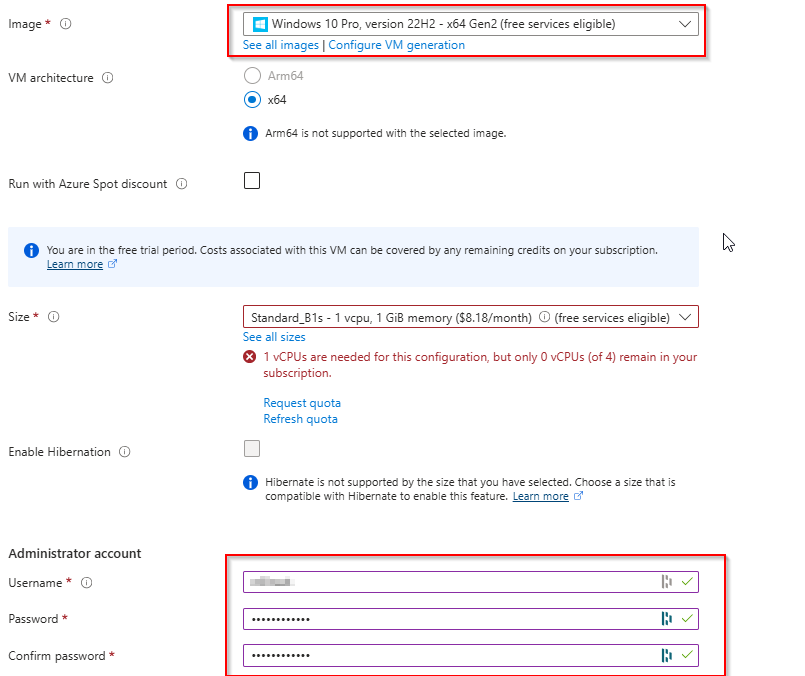 Image *
Windows 10 Pro, version 22H2 - x64 Gen2 (free services eligible)
See all images | Configure VM generation
VM architecture
Arm64
x64
Arm64 is not supported with the selected image.
Run with Azure Spot discount
You are in the free trial period. Costs associated with this VM can be covered by any remaining credits on your subscription.
Learn more
Size *
Standard_B1s - 1 vcpu, 1 GiB memory ($8.18/month) (free services eligible)
See all sizes
1 vCPUs are needed for this configuration, but only 0 vCPUs (of 4) remain in your
subscription.
Request quota
Refresh quota
Enable Hibernation
Hibernate is not supported by the size that you have selected. Choose a size that is
compatible with Hibernate to enable this feature. Learn more
Administrator account
Username *
Password *
••••••••••••
Confirm password *
••••••••••••